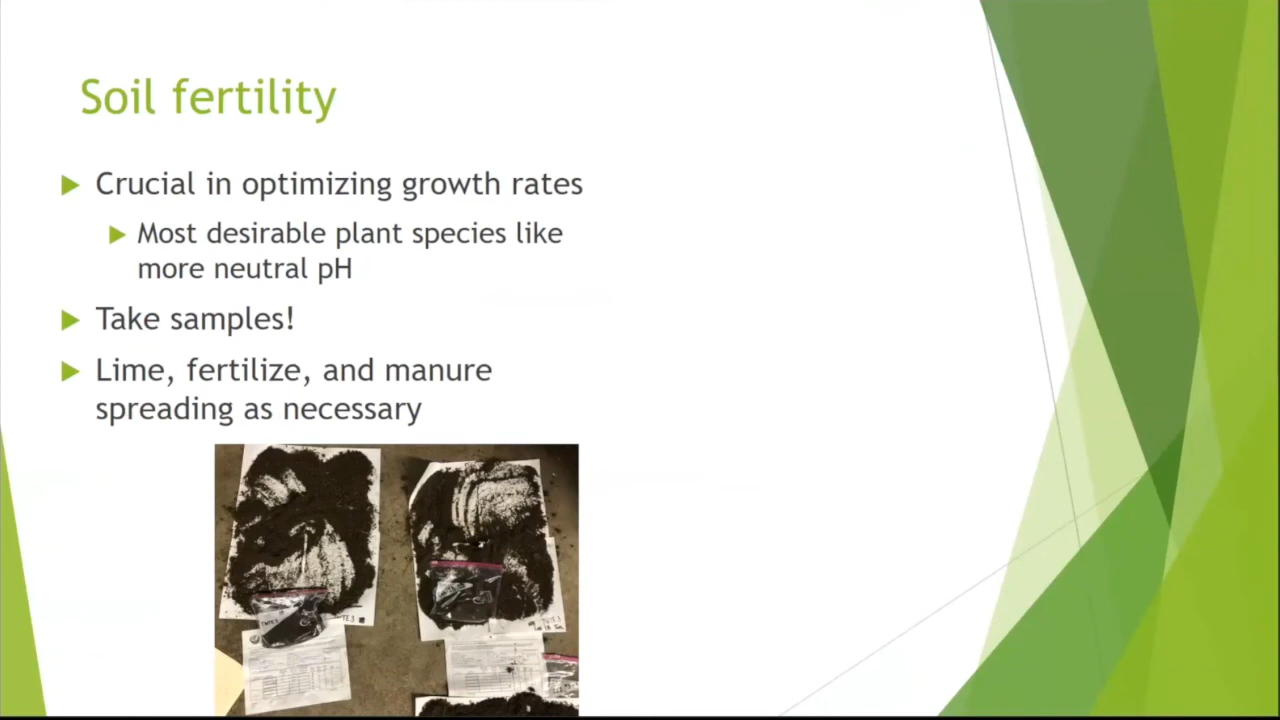 Soil fertility
Crucial in optimizing growth rates
Most desirable plant species like
more neutral pH
Take samples!
Lime, fertilize, and manure
spreading as necessary